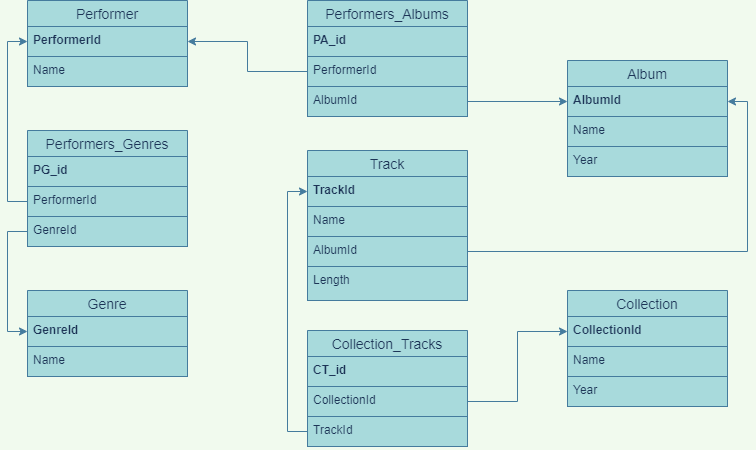 Performer
PerformerId
Name
Performers_Albums
PA_id
PerformerId
AlbumId
Album
AlbumId
Name
Year
Performers_Genres
PG_id
PerformerId
GenreId
Track
TrackId
Name
AlbumId
Length
Genre
GenreId
Name
Collection_Tracks
CT_id
CollectionId
TrackId
Collection
CollectionId
Name
Year